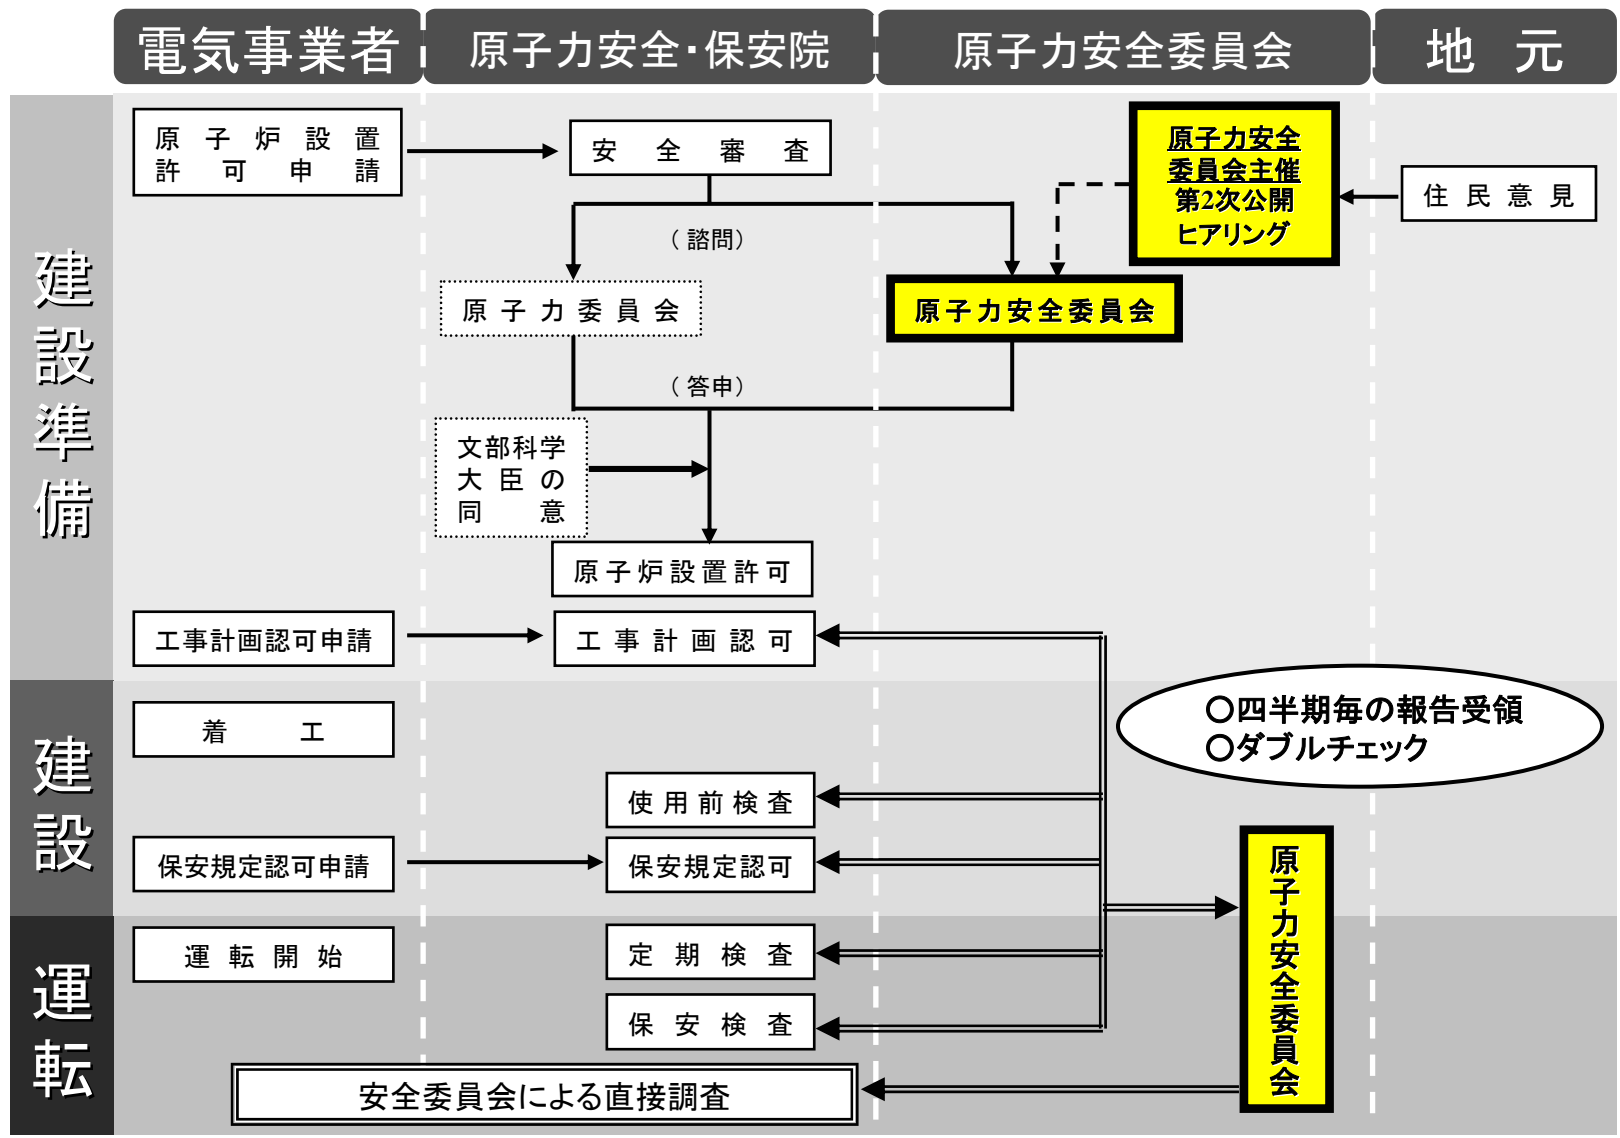 電気事業者
原子力安全・保安院
原子力安全委員会
地元
建設準備
原子炉設置
許可申請
安全審査
原子力安全
委員会主催
第2次公開
ヒアリング
住民意見
（諮問）
原子力委員会
原子力安全委員会
（答申）
文部科学
大臣の
同意
原子炉設置許可
工事計画認可申請
工事計画認可
建設
着工
○四半期毎の報告受領
○ダブルチェック
使用前検査
保安規定認可申請
保安規定認可
原子力安全委員会
運転
運転開始
定期検査
保安検査
安全委員会による直接調査